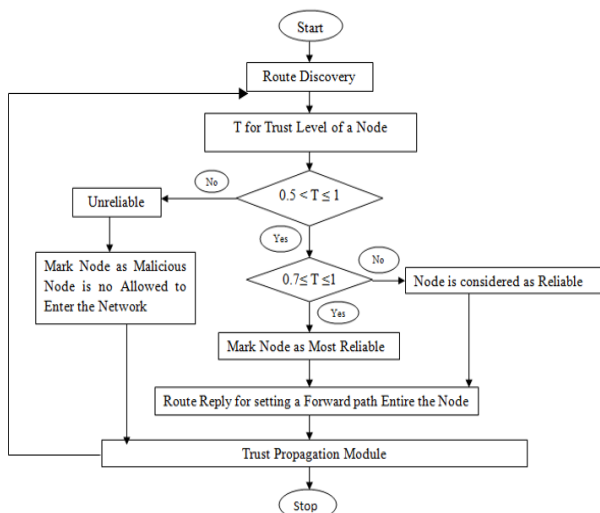 Start
Route Discovery
T for Trust Level of a Node
No
0.5 < T ≤ 1
Unreliable
Yes
Mark Node as Malicious
Node is no Allowed to
Enter the Network
No
0.7≤ T ≤1
Node is considered as Reliable
Yes
Mark Node as Most Reliable
Route Reply for setting a Forward path Entire the Node
Trust Propagation Module
Stop